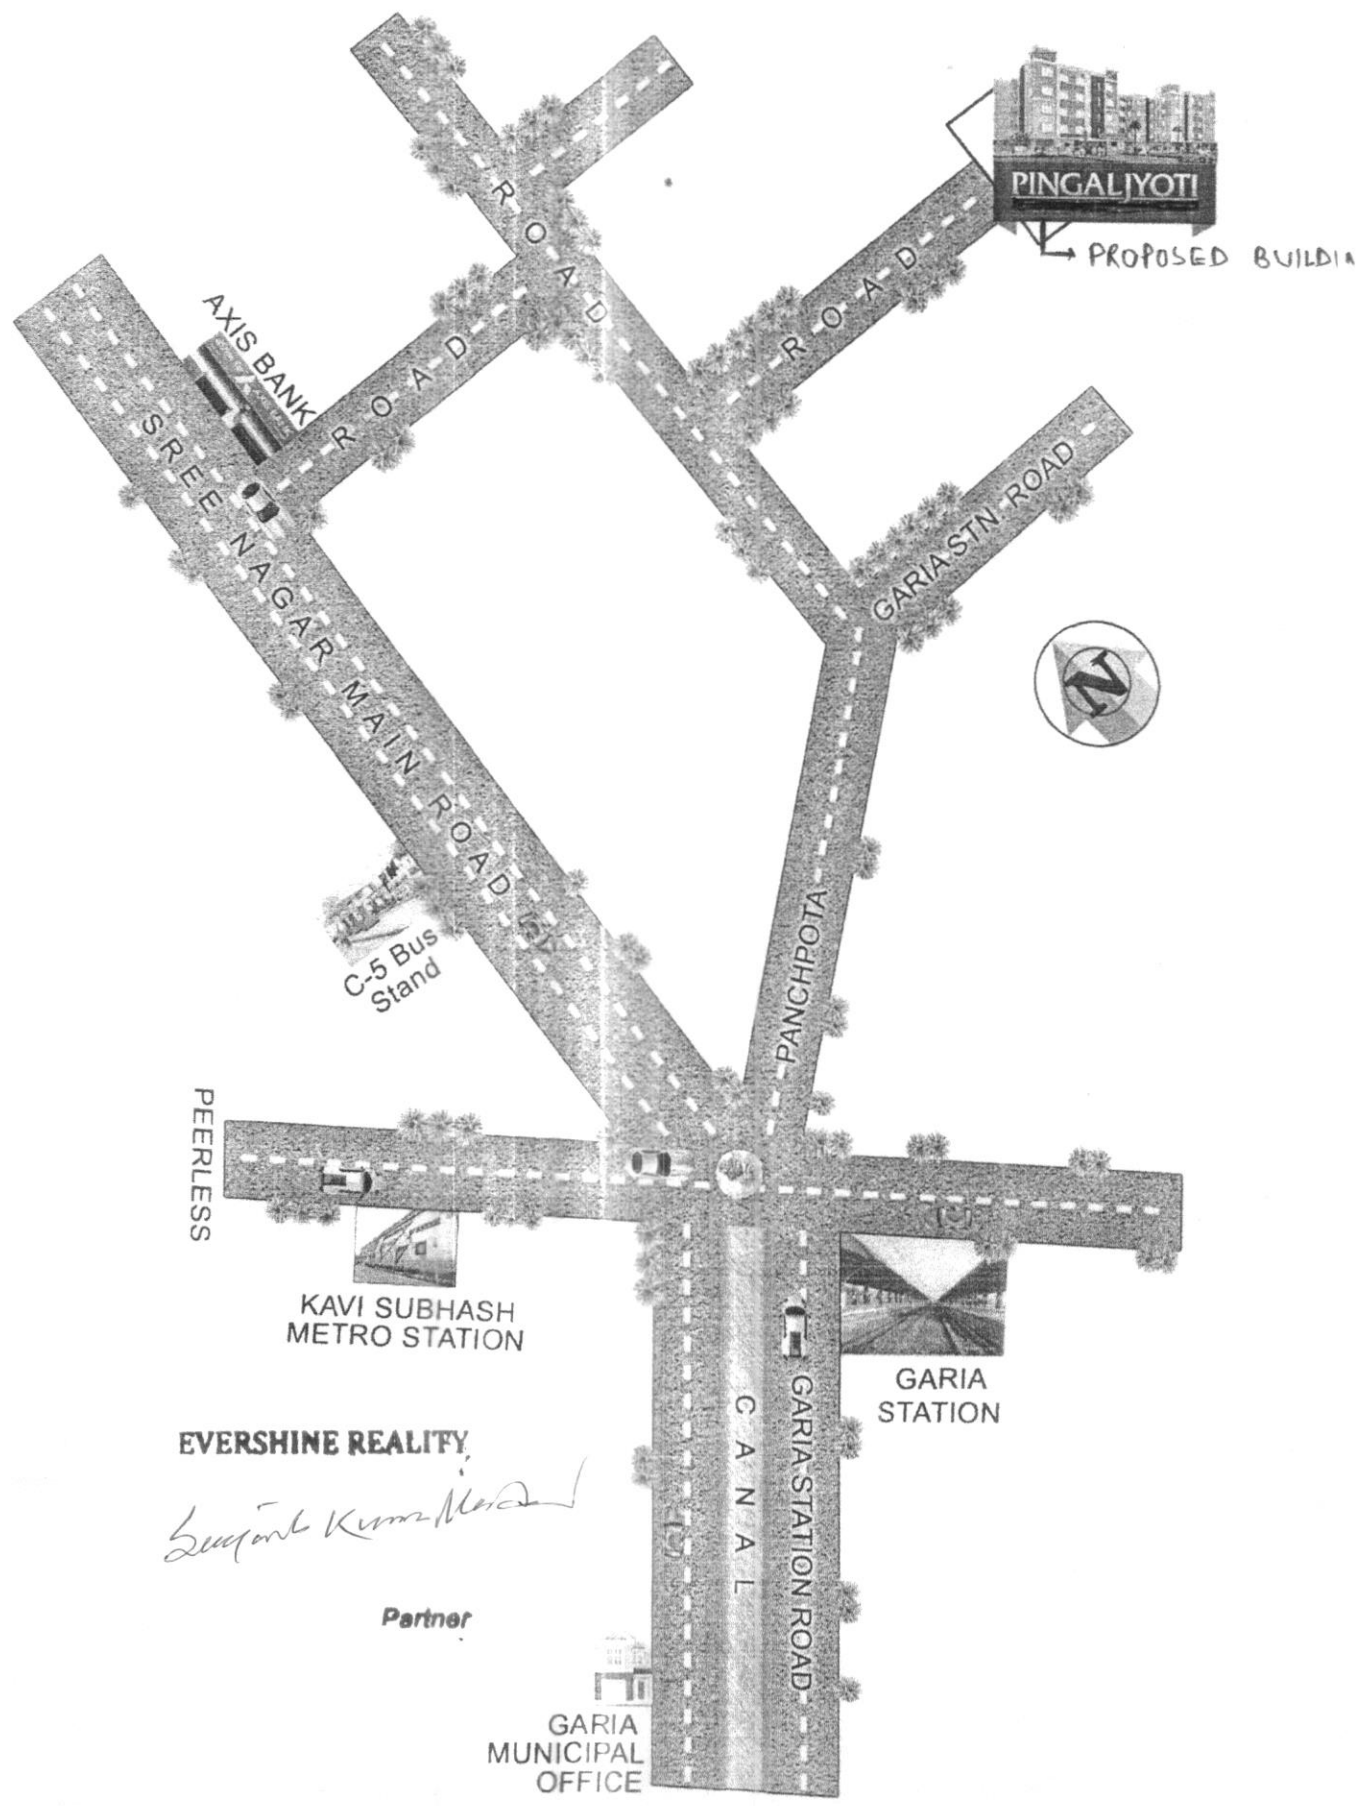 PINGALJYOTI
PROPOSED BUILDI
ROAD
ROAD
AXIS BANK
ROAD
SREE NAGAR MAIN ROAD
GARIA STN ROAD
N
C-5 Bus
Stand
PANCHPOTA
PEERLESS
KAVI SUBHASH
METRO STATION
GARIA
STATION
CANAL
GARIA STATION ROAD
EVERSHINE REALITY
Partner
GARIA
MUNICIPAL
OFFICE